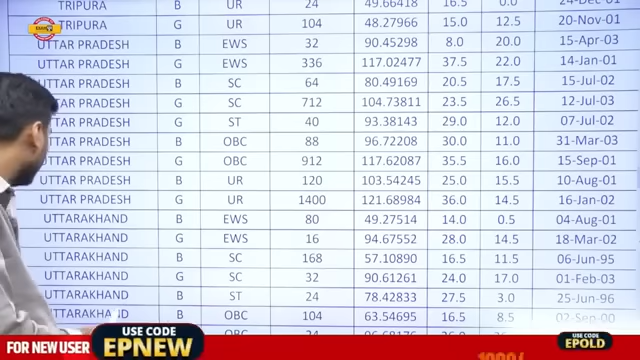 TRIPURA B UR 24 49.66418 16.5 0.0 24-Dec-01
TRIPURA G UR 104 48.27966 15.0 12.5 20-Nov-01
UTTAR PRADESH B EWS 32 90.45298 8.0 20.0 15-Apr-03
UTTAR PRADESH G EWS 336 117.02477 37.5 22.0 14-Jan-01
UTTAR PRADESH B SC 64 80.49169 20.5 17.5 15-Jul-02
UTTAR PRADESH G SC 712 104.73811 23.5 26.5 12-Jul-03
UTTAR PRADESH G ST 40 93.38143 29.0 12.0 07-Jul-02
UTTAR PRADESH B OBC 88 96.72208 30.0 11.0 31-Mar-03
UTTAR PRADESH G OBC 912 117.62087 35.5 16.0 15-Sep-01
UTTAR PRADESH B UR 120 103.54245 25.0 15.5 10-Aug-01
UTTAR PRADESH G UR 1400 121.68984 36.0 14.5 16-Jan-02
UTTARAKHAND B EWS 80 49.27514 14.0 0.5 04-Aug-01
UTTARAKHAND G EWS 16 94.67552 28.0 14.5 18-Mar-02
UTTARAKHAND B SC 168 57.10890 16.5 11.5 06-Jun-95
UTTARAKHAND G SC 32 90.61261 24.0 17.0 01-Feb-03
UTTARAKHAND B ST 24 78.42833 27.5 3.0 25-Jun-96
UTTARAKHAND B OBC 104 63.54695 16.5 8.5 02-Sep-00
OBC 24
FOR NEW USER USE CODE EPNEW
USE CODE EPOLD